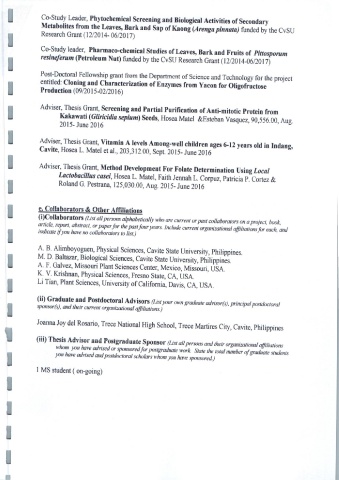 Co-Study Leader, Phytochemical Screening and Biological Activities of Secondary
Metabolites from the Leaves, Bark and Sap of Kaong (Arenga pinnata) funded by the CvSU
Research Grant (12/2014- 06/2017)
Co-Study leader, Pharmaco-chemical Studies of Leaves, Bark and Fruits of Pittosporum
resineferum (Petroleum Nut) funded by the CvSU Research Grant (12/2014-06/2017)
Post-Doctoral Fellowship grant from the Department of Science and Technology for the project
entitled: Cloning and Characterization of Enzymes from Yacon for Oligofructose
Production (09/2015-02/2016)
Adviser, Thesis Grant, Screening and Partial Purification of Anti-mitotic Protein from
Kakawati (Gliricidia sepium) Seeds, Hosea Matel &Esteban Vasquez, 90,556.00, Aug.
2015- June 2016
Adviser, Thesis Grant, Vitamin A levels Among-well children ages 6-12 years old in Indang,
Cavite, Hosea L. Matel et al., 203,312.00, Sept. 2015- June 2016
Adviser, Thesis Grant, Method Development For Folate Determination Using Local
Lactobacillus casei, Hosea L. Matel, Faith Jennah L. Corpuz, Patricia P. Cortez &
Roland G. Pestrana, 125,030.00, Aug. 2015- June 2016
e. Collaborators & Other Affiliations
(i)Collaborators (List all persons alphabetically who are current or past collaborators on a project, book,
article, report, abstract, or paper for the past four years. Include current organizational affiliations for each, and
indicate if you have no collaborators to list.)
A. B. Alimboyoguen, Physical Sciences, Cavite State University, Philippines.
M. D. Baltazar, Biological Sciences, Cavite State University, Philippines.
A. F. Galvez, Missouri Plant Sciences Center, Mexico, Missouri, USA.
K. V. Krishnan, Physical Sciences, Fresno State, CA, USA.
Li Tian, Plant Sciences, University of California, Davis, CA, USA.
(ii) Graduate and Postdoctoral Advisors (List your own graduate advisor(s), principal postdoctoral
sponsor(s), and their current organizational affiliations.)
Joanna Joy del Rosario, Trece National High School, Trece Martires City, Cavite, Philippines
(iii) Thesis Advisor and Postgraduate Sponsor (List all persons and their organizational affiliations
whom you have advised or sponsored for postgraduate work. State the total number of graduate students
you have advised and postdoctoral scholars whom you have sponsored.)
1 MS student ( on-going)